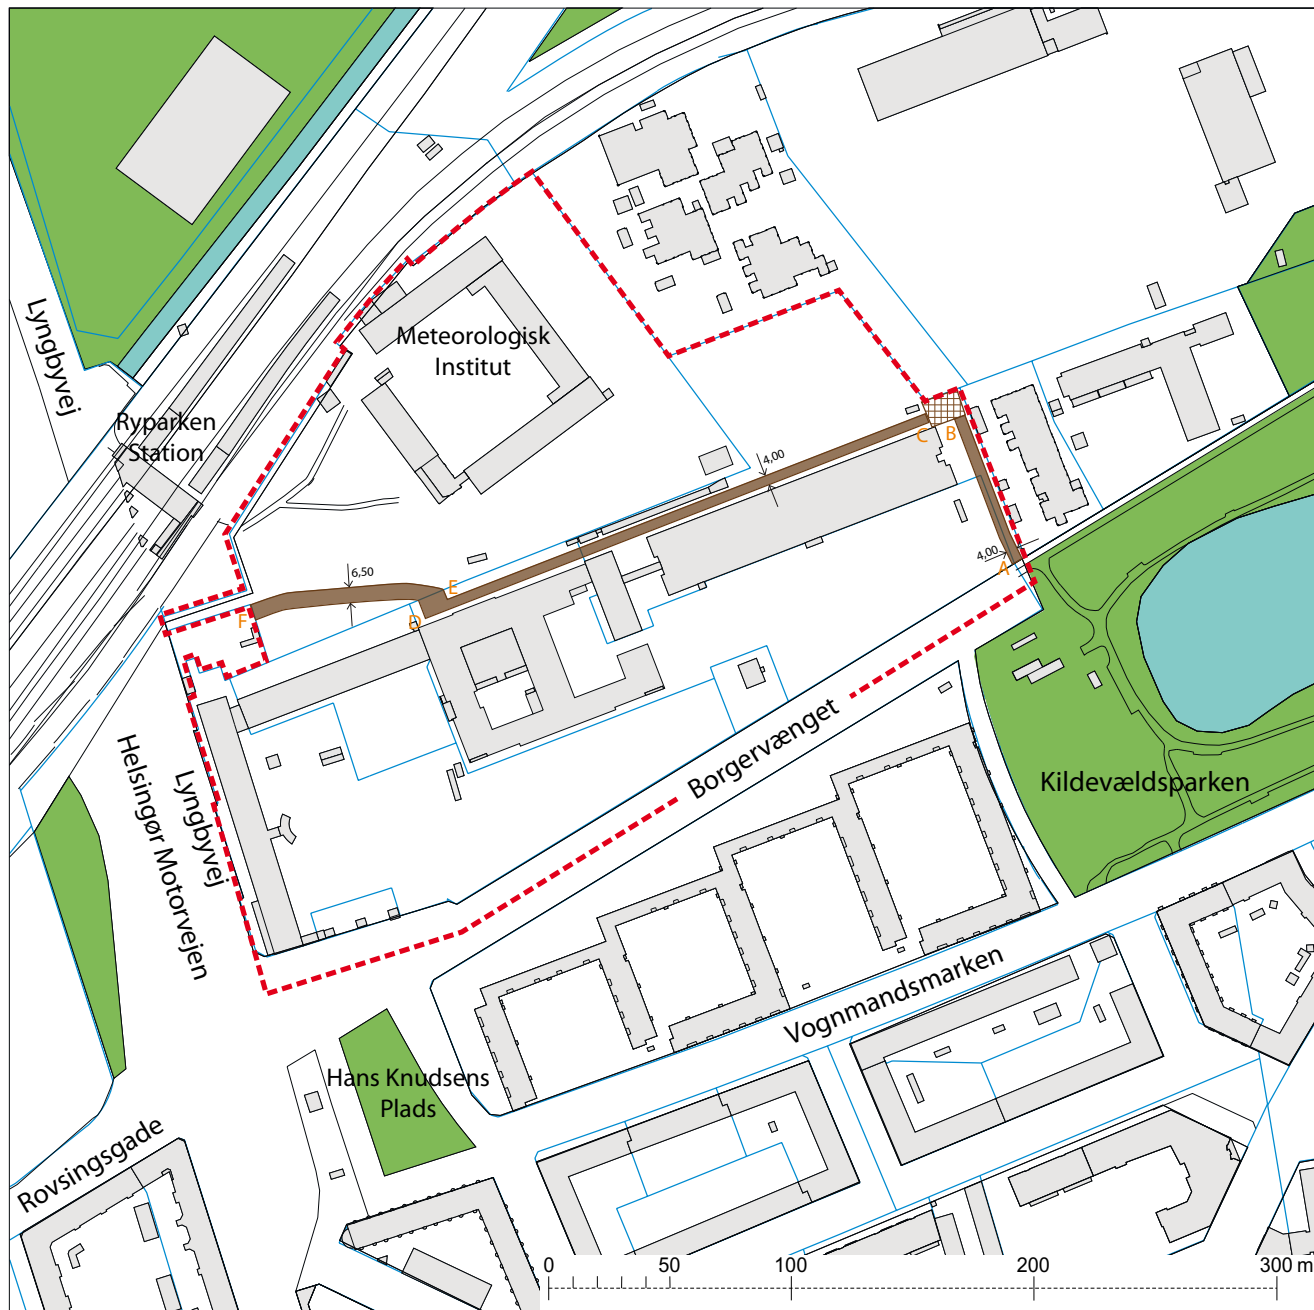 Lyngbyvej
Meteorologisk
Institut
Ryparken
Station
C
B
4,00
4,00
A
6,50
E
F
D
Borgervænget
Helsingør Motorvejen
Lyngbyvej
Kildevældsparken
Vognmandsmarken
Hans Knudsens
Plads
Rovsingsgade
0 50 100 200 300 m